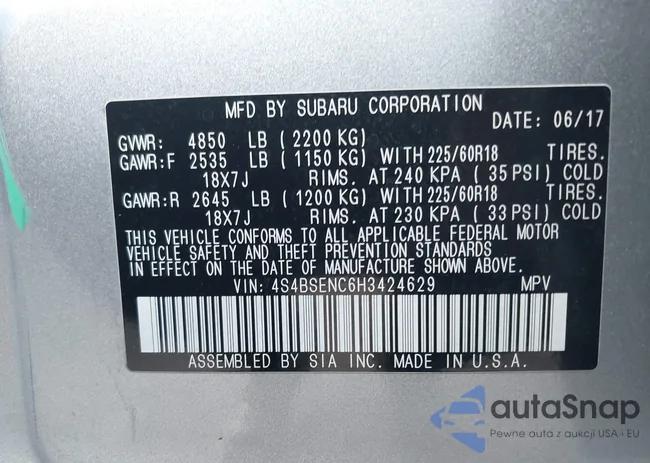 MFD BY SUBARU CORPORATION
DATE: 06/17
GVWR: 4850 LB (2200 KG)
GAWR:F 2535 LB (1150 KG) WITH 225/60R18 TIRES.
18X7J RIMS. AT 240 KPA (35 PSI) COLD
GAWR:R 2645 LB (1200 KG) WITH 225/60R18 TIRES.
18X7J RIMS. AT 230 KPA (33 PSI) COLD
THIS VEHICLE CONFORMS TO ALL APPLICABLE FEDERAL MOTOR
VEHICLE SAFETY AND THEFT PREVENTION STANDARDS
IN EFFECT ON THE DATE OF MANUFACTURE SHOWN ABOVE.
VIN: 4S4BSENC6H3424629 MPV
ASSEMBLED BY SIA INC. MADE IN U.S.A.
autoSnap
Pewne auta z aukcji USA i EU